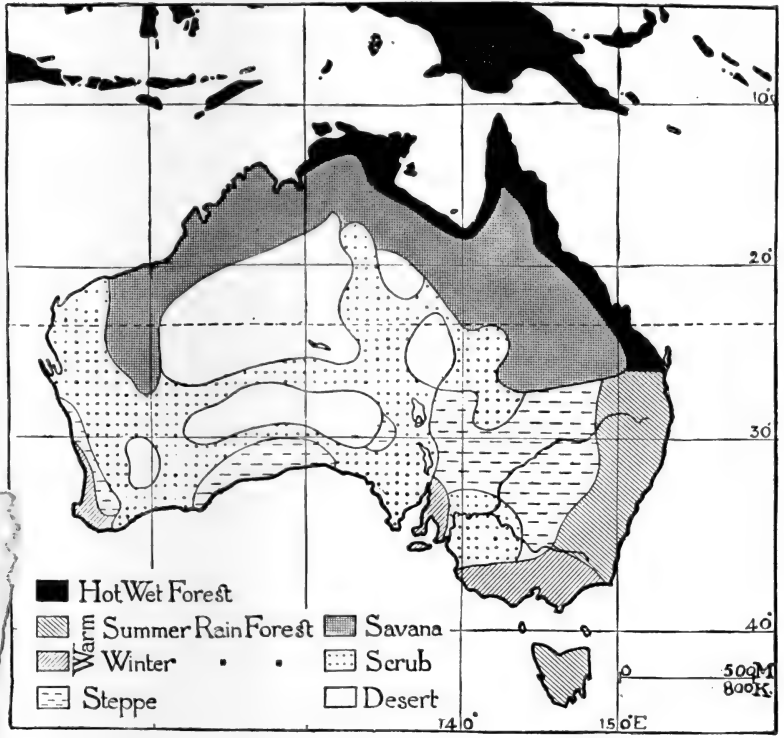 10°
20°
30°
Hot Wet Forest
Warm
Summer Rain Forest
Savana
40°
Winter . .
Scrub
0 500M
800K.
Steppe
Desert
140° 150°E